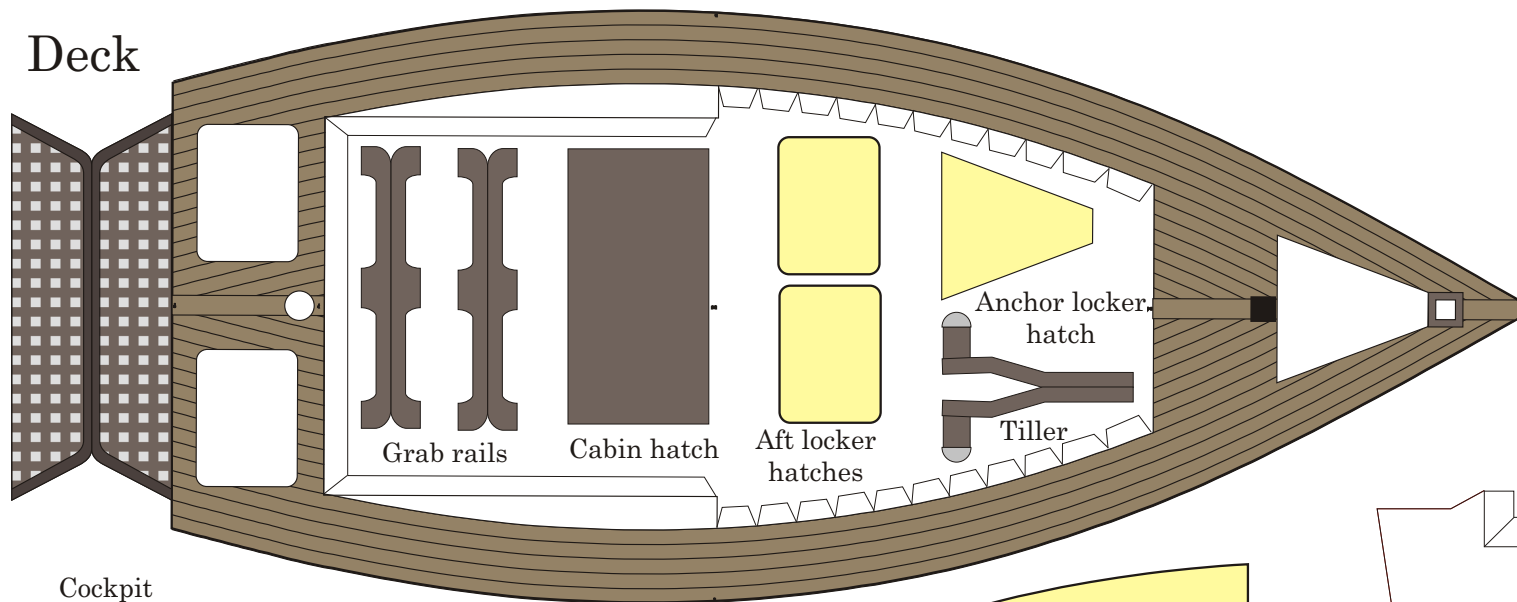 Deck
Anchor locker
hatch
Tiller
Grab rails
Cabin hatch
Aft locker
hatches
Cockpit